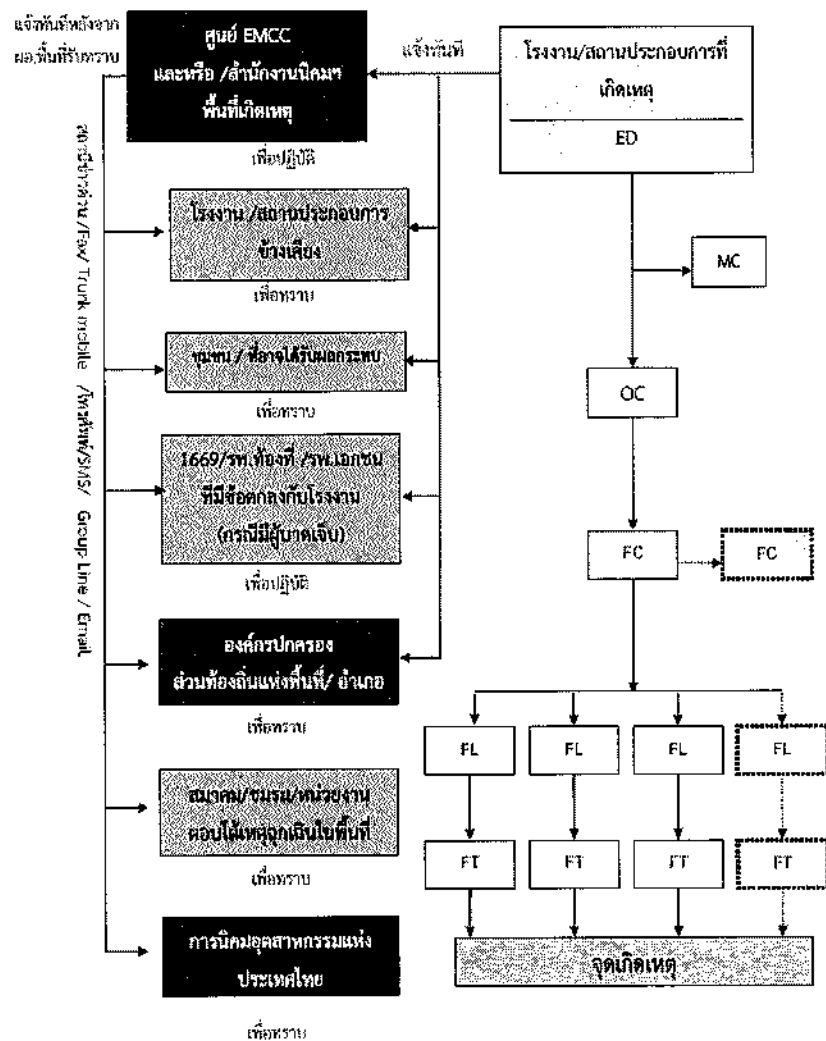 แจ้งทันทีหลังจาก
ผอ.พื้นที่รับทราบ
ศูนย์ EMCC
และหรือ /สำนักงานนิคมฯ
พื้นที่เกิดเหตุ
เพื่อปฏิบัติ
แจ้งทันที
โรงงาน/สถานประกอบการที่
เกิดเหตุ
ED
MC
OC
FC
FC
FL
FL
FL
FL
FT
FT
FT
FT
จุดเกิดเหตุ
โรงงาน /สถานประกอบการ
ข้างเคียง
เพื่อทราบ
ชุมชน / ที่อาจได้รับผลกระทบ
เพื่อทราบ
1669/รพ.ท้องที่ /รพ.เอกชน
ที่มีข้อตกลงกับโรงงาน
(กรณีมีผู้บาดเจ็บ)
เพื่อปฏิบัติ
องค์กรปกครอง
ส่วนท้องถิ่นแห่งพื้นที่/ อำเภอ
เพื่อทราบ
สมาคม/ชมรม/หน่วยงาน
ตอบโต้เหตุฉุกเฉินในพื้นที่
เพื่อทราบ
การนิคมอุตสาหกรรมแห่ง
ประเทศไทย
เพื่อทราบ
สถานีข่าวด่วน /Fax/ Trunk mobile /โทรศัพท์/SMS/ Group Line / Email